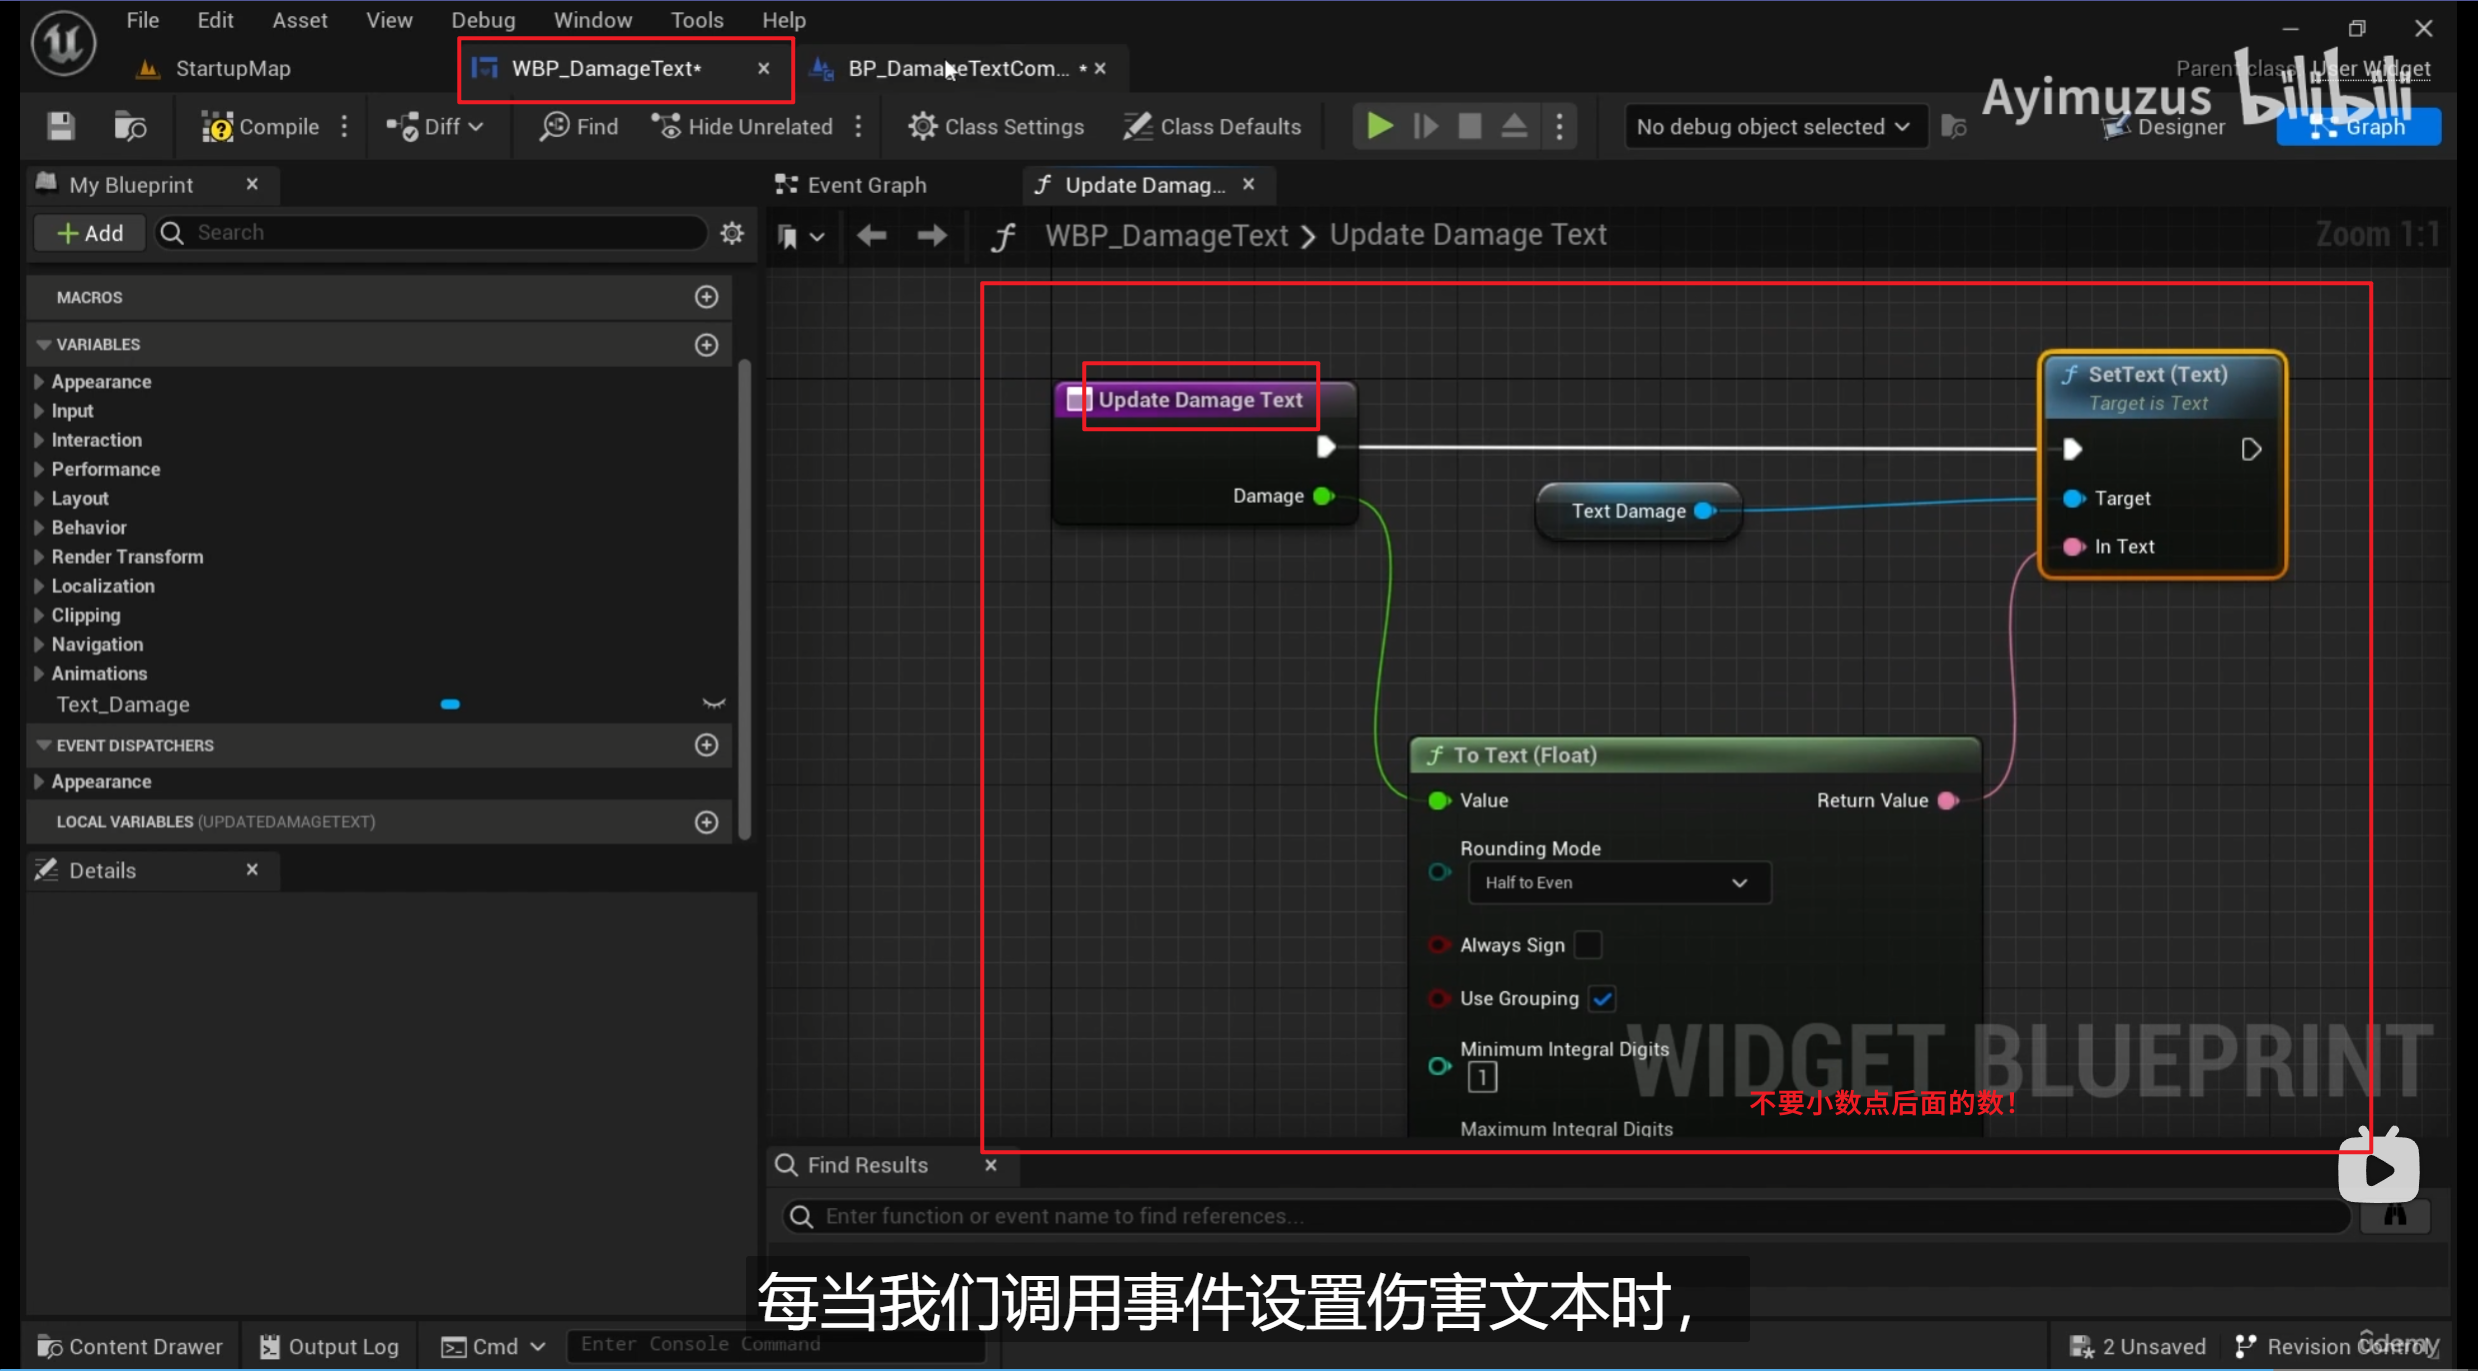 File Edit Asset View Debug Window Tools Help
StartupMap
WBP_DamageText*
BP_DamageTextCom... *
Parent class: User Widget
Ayimuzus bilibili
Compile
Diff
Find
Hide Unrelated
Class Settings
Class Defaults
No debug object selected
Designer
Graph
My Blueprint
Event Graph
Update Damag...
Add
Search
WBP_DamageText > Update Damage Text
Zoom 1:1
MACROS
VARIABLES
Appearance
Input
Interaction
Performance
Layout
Behavior
Render Transform
Localization
Clipping
Navigation
Animations
Text_Damage
EVENT DISPATCHERS
Appearance
LOCAL VARIABLES (UPDATEDAMAGETEXT)
Details
Update Damage Text
Damage
Text Damage
SetText (Text)
Target is Text
Target
In Text
To Text (Float)
Value
Return Value
Rounding Mode
Half to Even
Always Sign
Use Grouping
Minimum Integral Digits
1
Maximum Integral Digits
WIDGET BLUEPRINT
不要小数点后面的数!
Find Results
Enter function or event name to find references...
每当我们调用事件设置伤害文本时,
Content Drawer
Output Log
Cmd
Enter Console Command
2 Unsaved
Revision Control
ûdemy